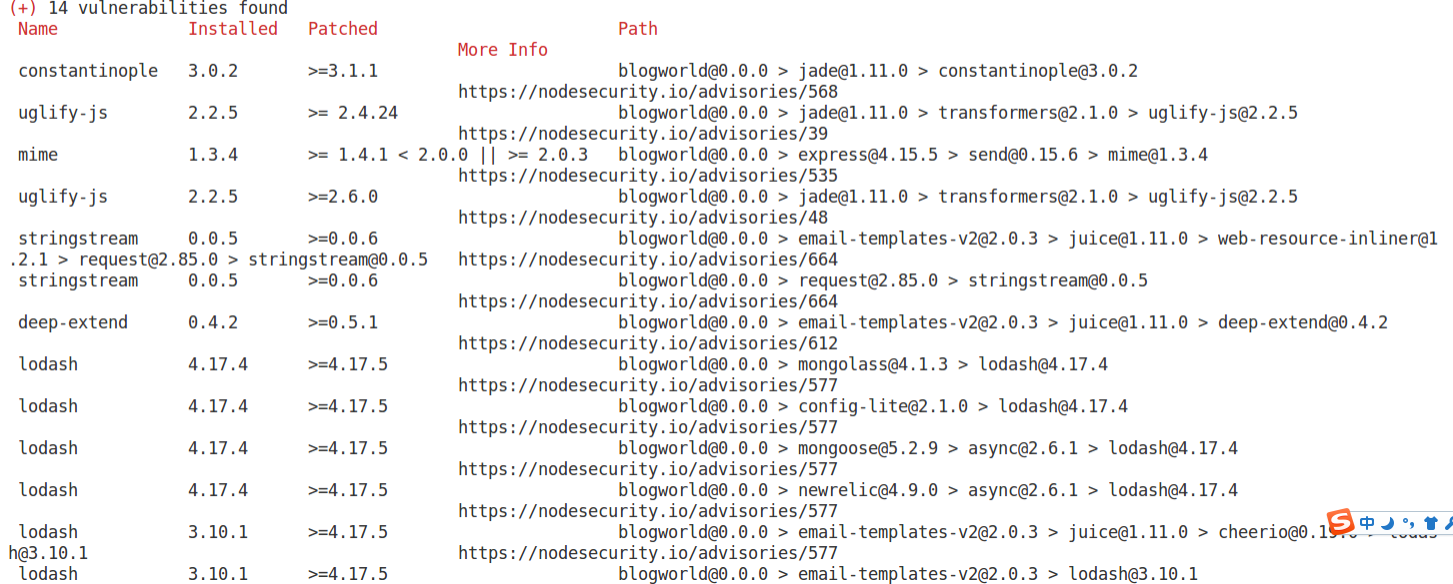 (+) 14 vulnerabilities found
Name Installed Patched Path
More Info
constantinople 3.0.2 >=3.1.1 blogworld@0.0.0 > jade@1.11.0 > constantinople@3.0.2
https://nodesecurity.io/advisories/568
uglify-js 2.2.5 >= 2.4.24 blogworld@0.0.0 > jade@1.11.0 > transformers@2.1.0 > uglify-js@2.2.5
https://nodesecurity.io/advisories/39
mime 1.3.4 >= 1.4.1 < 2.0.0 || >= 2.0.3 blogworld@0.0.0 > express@4.15.5 > send@0.15.6 > mime@1.3.4
https://nodesecurity.io/advisories/535
uglify-js 2.2.5 >=2.6.0 blogworld@0.0.0 > jade@1.11.0 > transformers@2.1.0 > uglify-js@2.2.5
https://nodesecurity.io/advisories/48
stringstream 0.0.5 >=0.0.6 blogworld@0.0.0 > email-templates-v2@2.0.3 > juice@1.11.0 > web-resource-inliner@1
.2.1 > request@2.85.0 > stringstream@0.0.5 https://nodesecurity.io/advisories/664
stringstream 0.0.5 >=0.0.6 blogworld@0.0.0 > request@2.85.0 > stringstream@0.0.5
https://nodesecurity.io/advisories/664
deep-extend 0.4.2 >=0.5.1 blogworld@0.0.0 > email-templates-v2@2.0.3 > juice@1.11.0 > deep-extend@0.4.2
https://nodesecurity.io/advisories/612
lodash 4.17.4 >=4.17.5 blogworld@0.0.0 > mongolass@4.1.3 > lodash@4.17.4
https://nodesecurity.io/advisories/577
lodash 4.17.4 >=4.17.5 blogworld@0.0.0 > config-lite@2.1.0 > lodash@4.17.4
https://nodesecurity.io/advisories/577
lodash 4.17.4 >=4.17.5 blogworld@0.0.0 > mongoose@5.2.9 > async@2.6.1 > lodash@4.17.4
https://nodesecurity.io/advisories/577
lodash 4.17.4 >=4.17.5 blogworld@0.0.0 > newrelic@4.9.0 > async@2.6.1 > lodash@4.17.4
https://nodesecurity.io/advisories/577
lodash 3.10.1 >=4.17.5 blogworld@0.0.0 > email-templates-v2@2.0.3 > juice@1.11.0 >
中
h@3.10.1 https://nodesecurity.io/advisories/577
lodash 3.10.1 >=4.17.5 blogworld@0.0.0 > email-templates-v2@2.0.3 > lodash@3.10.1